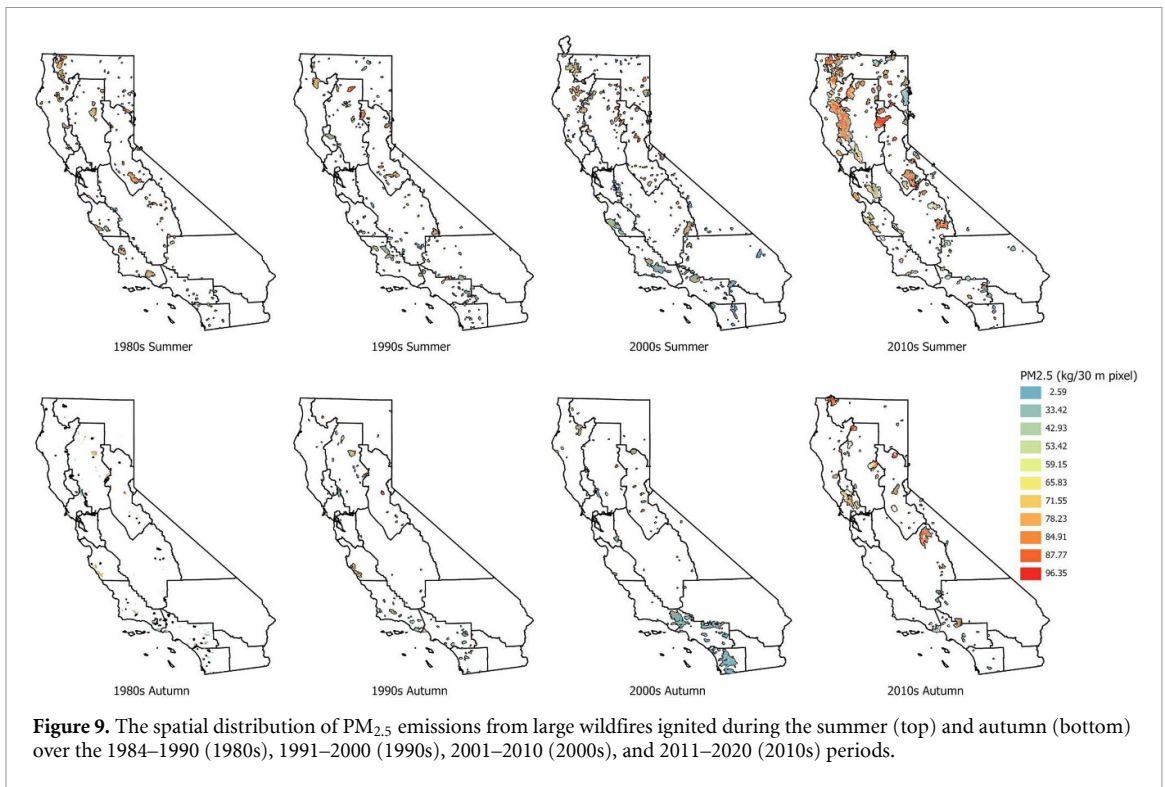 1980s Summer
1990s Summer
2000s Summer
2010s Summer
PM2.5 (kg/30 m pixel)
2.59
33.42
42.93
53.42
59.15
65.83
71.55
78.23
84.91
87.77
96.35
1980s Autumn
1990s Autumn
2000s Autumn
2010s Autumn
Figure 9. The spatial distribution of PM2.5 emissions from large wildfires ignited during the summer (top) and autumn (bottom)
over the 1984–1990 (1980s), 1991–2000 (1990s), 2001–2010 (2000s), and 2011–2020 (2010s) periods.